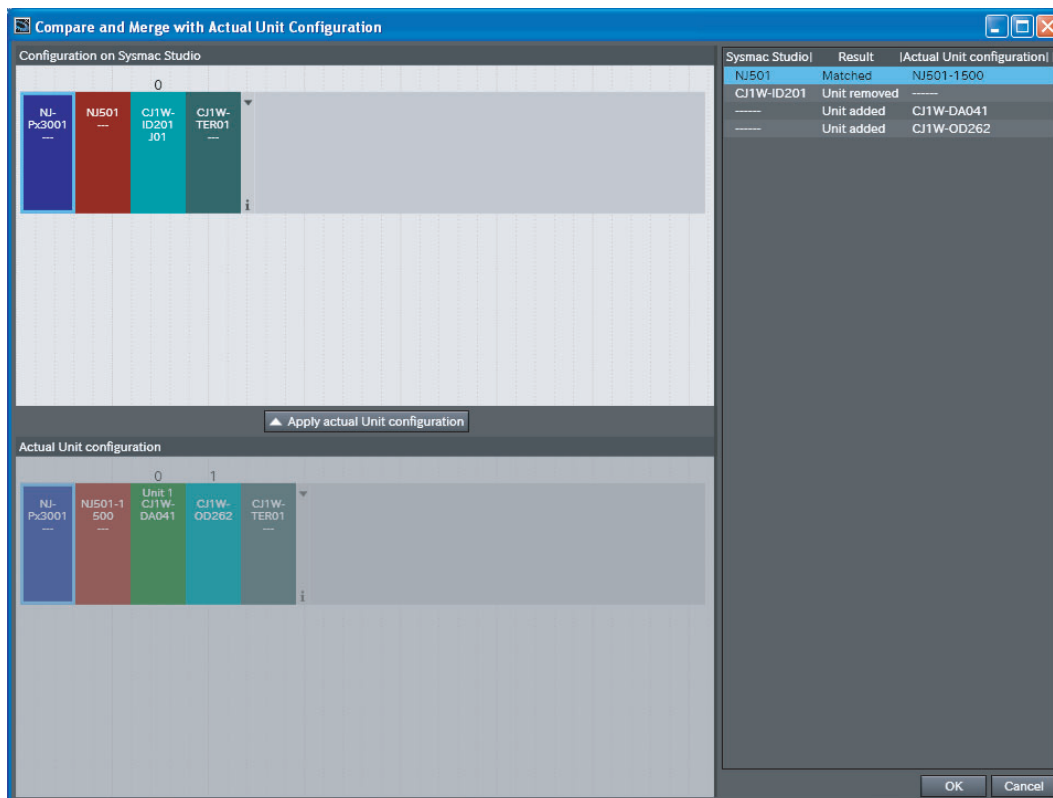 Compare and Merge with Actual Unit Configuration
Configuration on Sysmac Studio
0
NJ-
Px3001
---
NJ501
---
CJ1W-
ID201
J01
CJ1W-
TER01
---
i
Apply actual Unit configuration
Actual Unit configuration
0 1
NJ-
Px3001
---
NJ501-1
500
---
Unit 1
CJ1W-
DA041
CJ1W-
OD262
CJ1W-
TER01
---
i
Sysmac Studio| Result |Actual Unit configuration|
NJ501 Matched NJ501-1500
CJ1W-ID201 Unit removed ------
------ Unit added CJ1W-DA041
------ Unit added CJ1W-OD262
OK Cancel